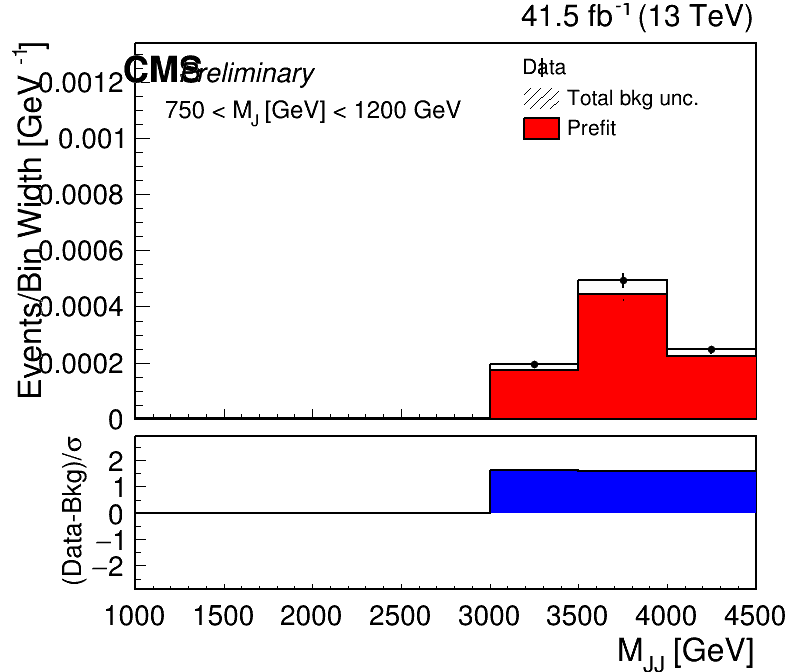 41.5 fb⁻¹ (13 TeV)
CMS Preliminary
750 < M_J [GeV] < 1200 GeV
Data
Total bkg unc.
Prefit
Events/Bin Width [GeV⁻¹]
0.0012
0.001
0.0008
0.0006
0.0004
0.0002
0
(Data-Bkg)/σ
2
1
0
−1
−2
1000 1500 2000 2500 3000 3500 4000 4500
M_JJ [GeV]